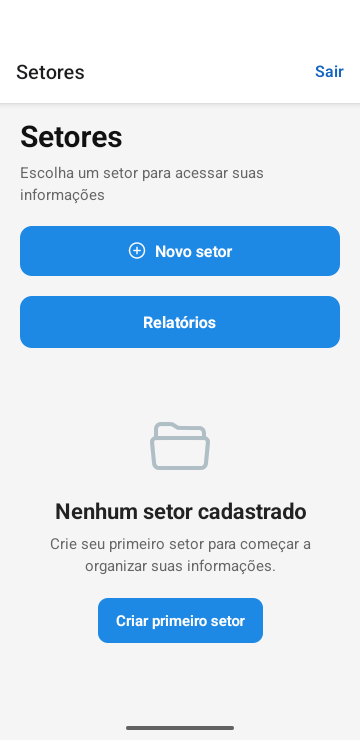 Setores
Sair
Setores
Escolha um setor para acessar suas
informações
Novo setor
Relatórios
Nenhum setor cadastrado
Crie seu primeiro setor para começar a
organizar suas informações.
Criar primeiro setor